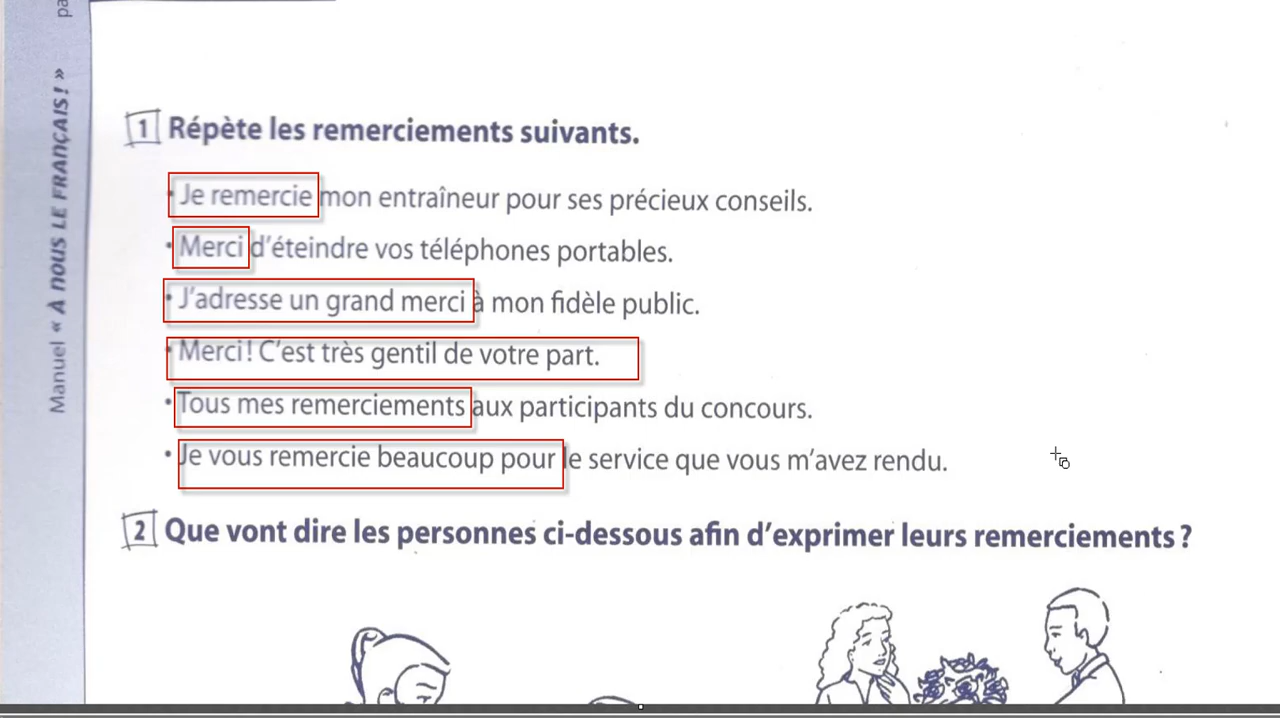 pa
Manuel « À NOUS LE FRANÇAIS ! »
1 Répète les remerciements suivants.
• Je remercie mon entraîneur pour ses précieux conseils.
• Merci d'éteindre vos téléphones portables.
• J'adresse un grand merci à mon fidèle public.
• Merci ! C'est très gentil de votre part.
• Tous mes remerciements aux participants du concours.
• Je vous remercie beaucoup pour le service que vous m'avez rendu.
2 Que vont dire les personnes ci-dessous afin d'exprimer leurs remerciements ?